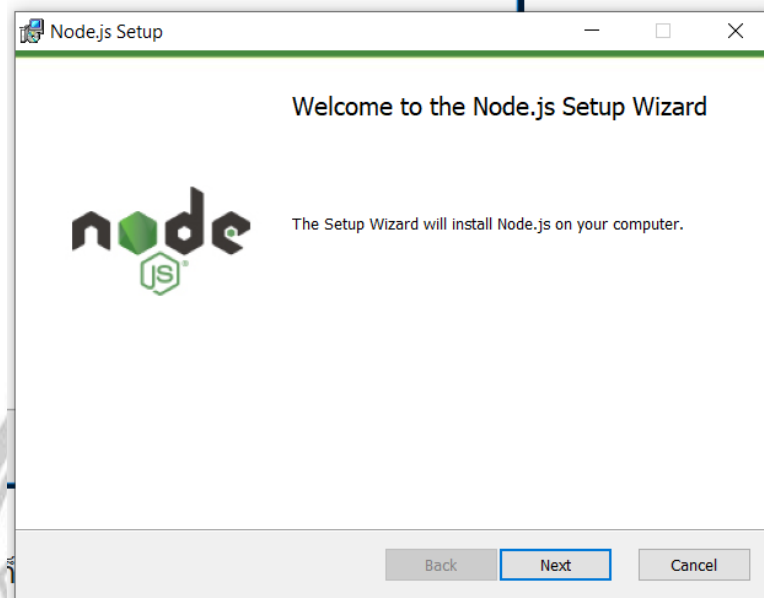 Node.js Setup
Welcome to the Node.js Setup Wizard
node
JS
The Setup Wizard will install Node.js on your computer.
Back
Next
Cancel